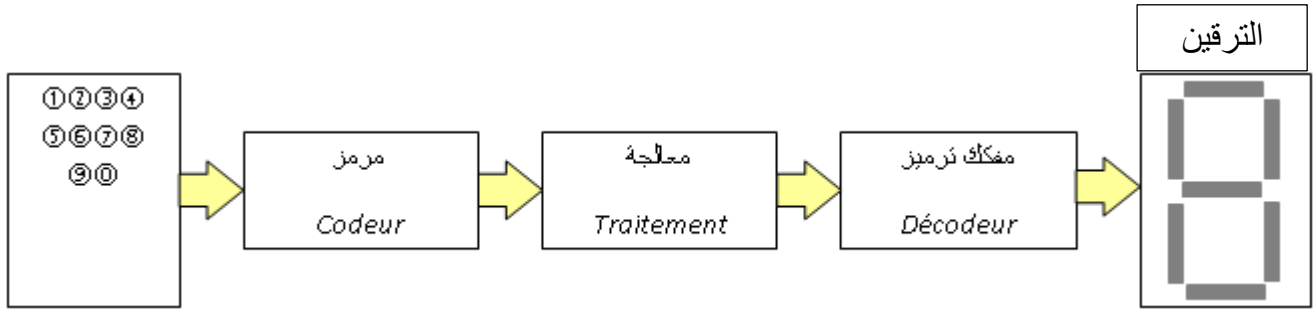 الترقين
①②③④
⑤⑥⑦⑧
⑨⓪
مرمز
Codeur
معالجة
Traitement
مفكك ترميز
Décodeur